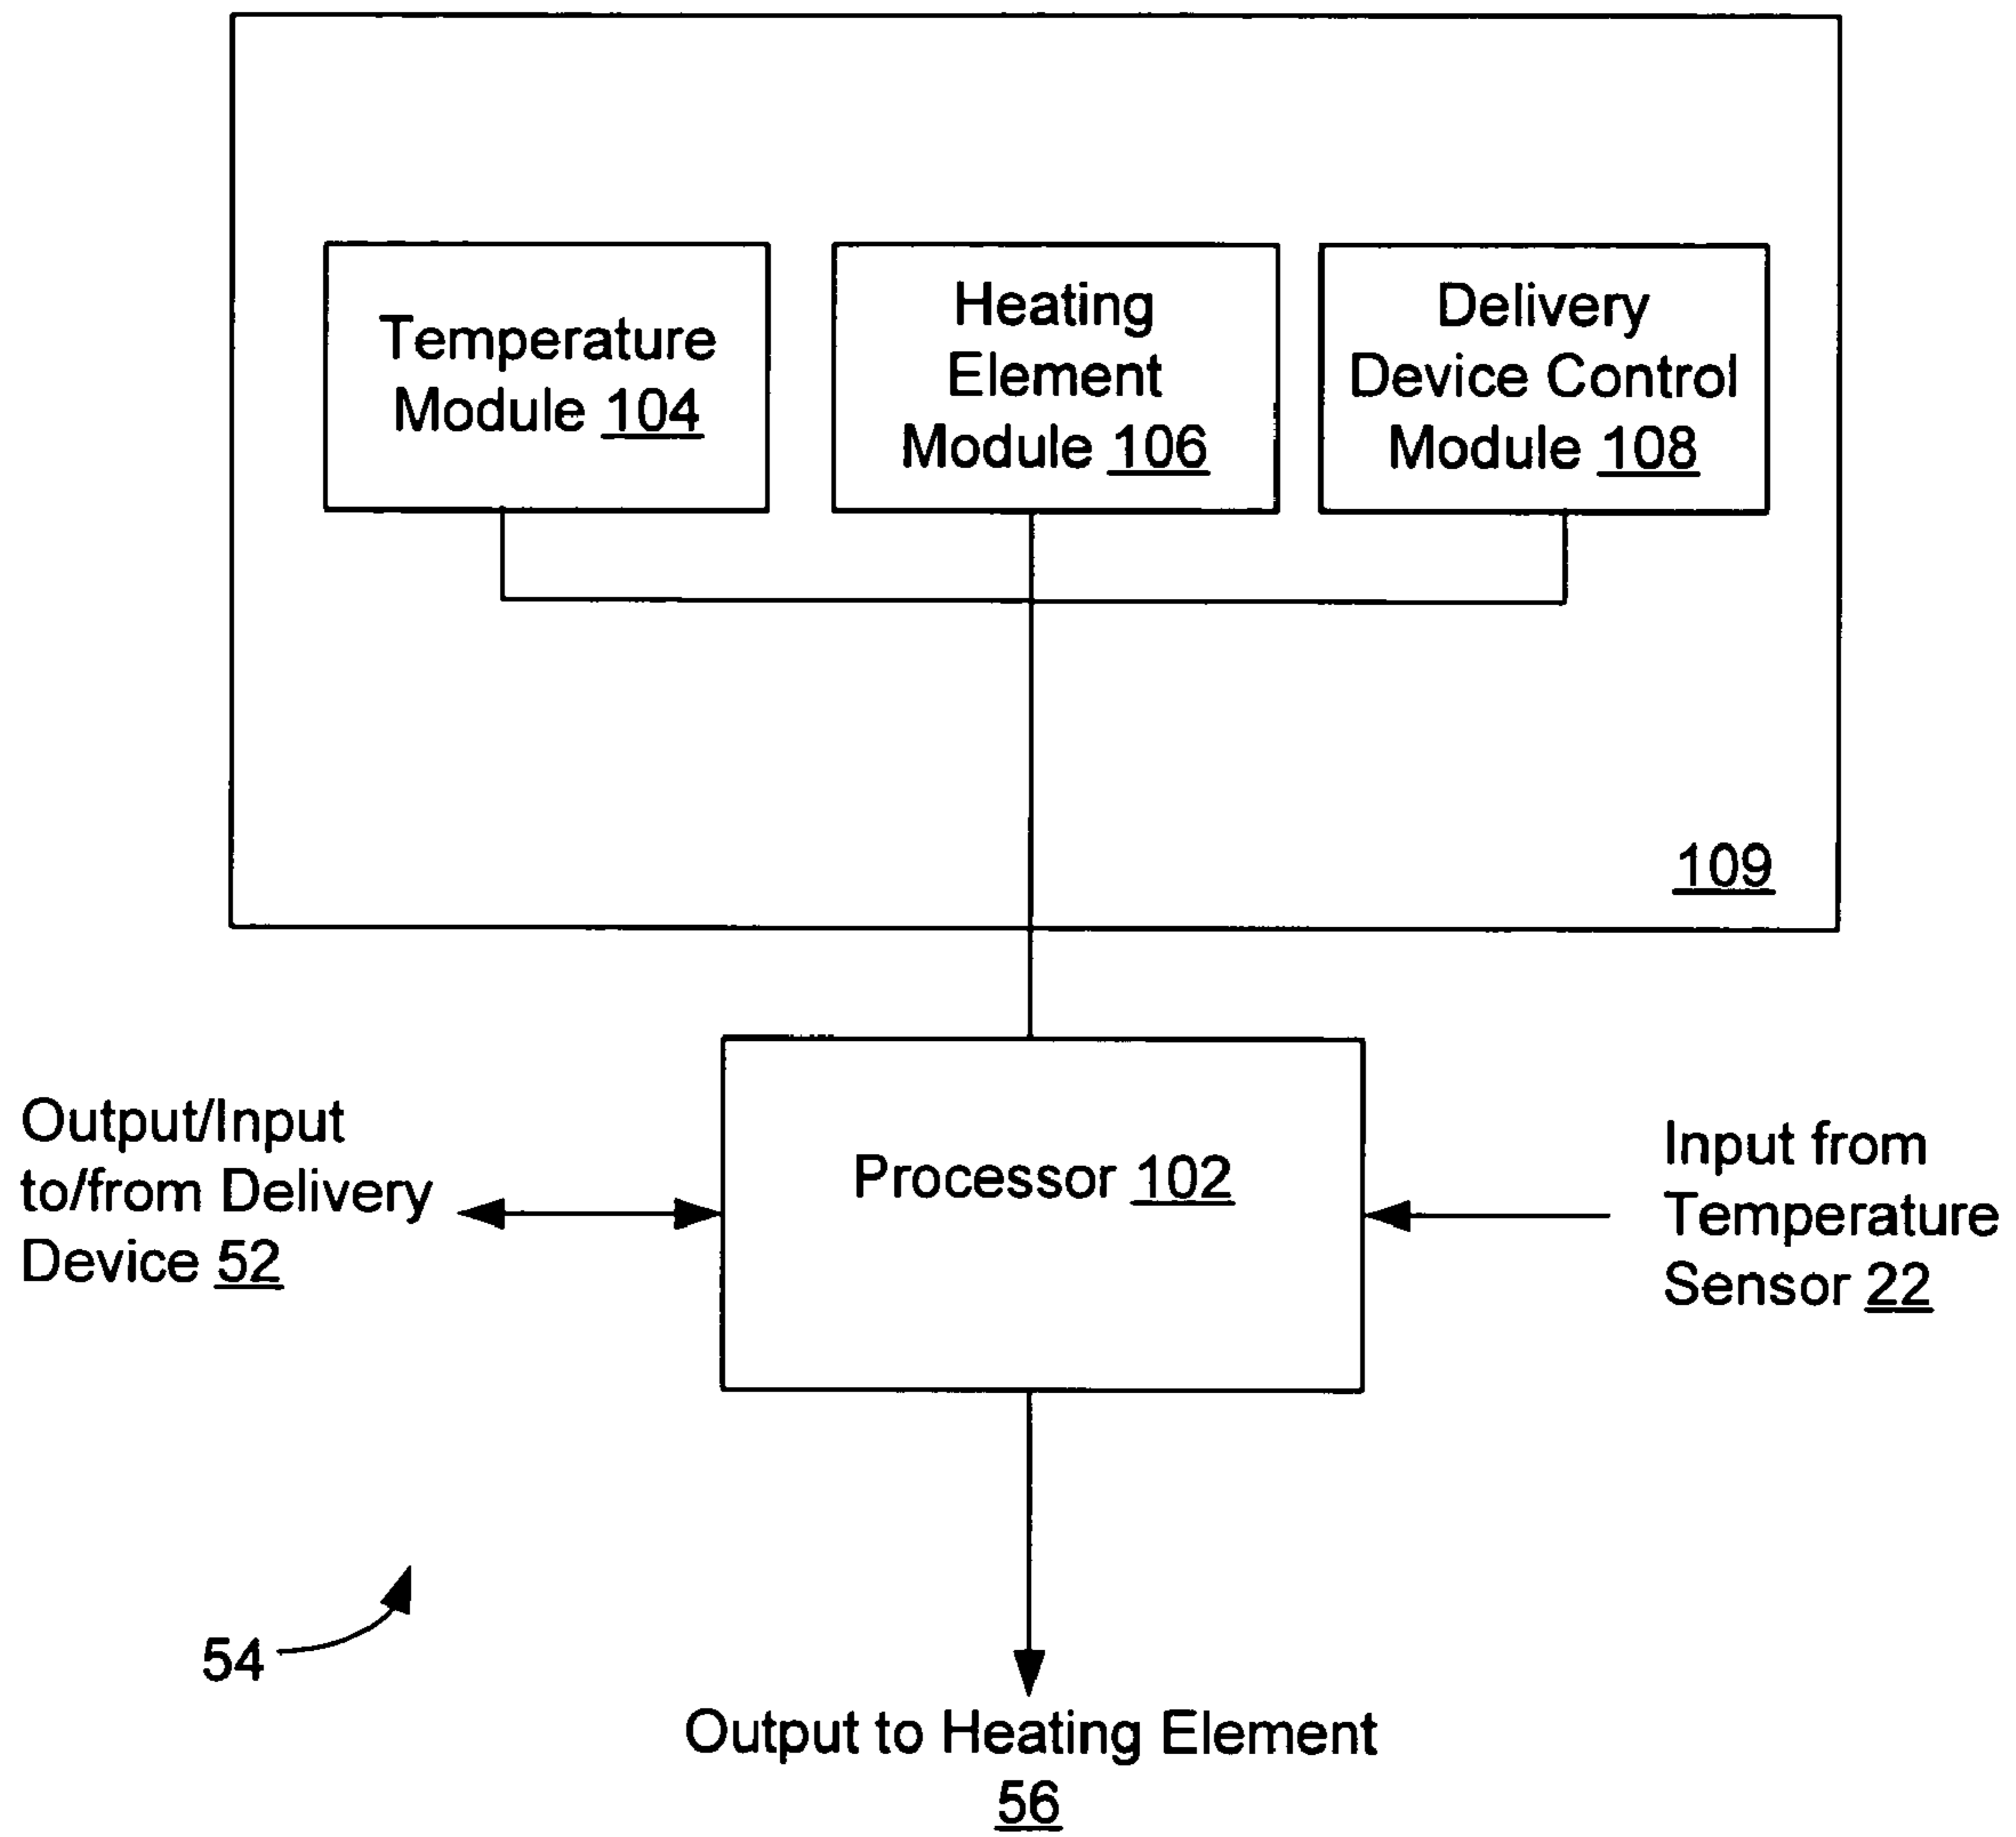 Temperature
Module 104
Heating
Element
Module 106
Delivery
Device Control
Module 108
109
Output/Input
to/from Delivery
Device 52
Processor 102
Input from
Temperature
Sensor 22
54
Output to Heating Element
56